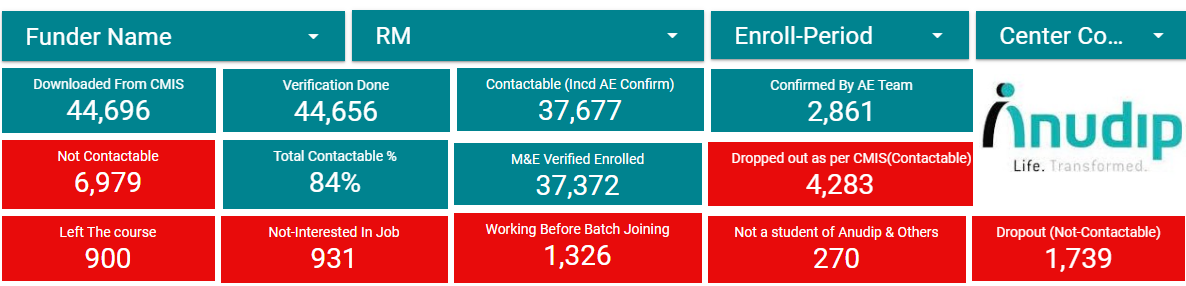 Funder Name
RM
Enroll-Period
Center Co...
Downloaded From CMIS
44,696
Verification Done
44,656
Contactable (Incd AE Confirm)
37,677
Confirmed By AE Team
2,861
anudip
Life. Transformed.
Not Contactable
6,979
Total Contactable %
84%
M&E Verified Enrolled
37,372
Dropped out as per CMIS(Contactable)
4,283
Left The course
900
Not-Interested In Job
931
Working Before Batch Joining
1,326
Not a student of Anudip & Others
270
Dropout (Not-Contactable)
1,739